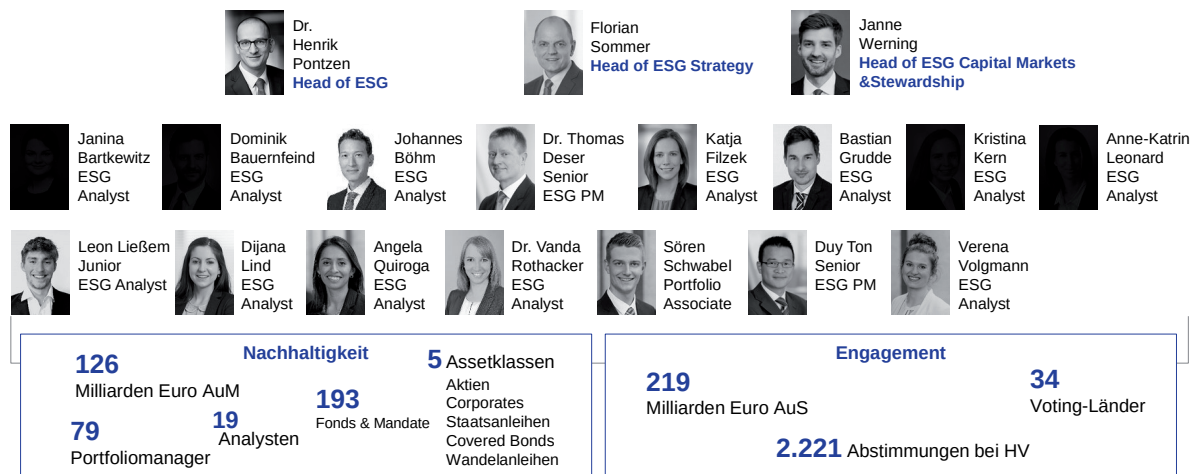 Dr.
Henrik
Pontzen
Head of ESG
Florian
Sommer
Head of ESG Strategy
Janne
Werning
Head of ESG Capital Markets
&Stewardship
Janina
Bartkewitz
ESG
Analyst
Dominik
Bauernfeind
ESG
Analyst
Johannes
Böhm
ESG
Analyst
Dr. Thomas
Deser
Senior
ESG PM
Katja
Filzek
ESG
Analyst
Bastian
Grudde
ESG
Analyst
Kristina
Kern
ESG
Analyst
Anne-Katrin
Leonard
ESG
Analyst
Leon Ließem
Junior
ESG Analyst
Dijana
Lind
ESG
Analyst
Angela
Quiroga
ESG
Analyst
Dr. Vanda
Rothacker
ESG
Analyst
Sören
Schwabel
Portfolio
Associate
Duy Ton
Senior
ESG PM
Verena
Volgmann
ESG
Analyst
Nachhaltigkeit
126
Milliarden Euro AuM
79
Portfoliomanager
19
Analysten
193
Fonds & Mandate
5 Assetklassen
Aktien
Corporates
Staatsanleihen
Covered Bonds
Wandelanleihen
Engagement
219
Milliarden Euro AuS
34
Voting-Länder
2.221 Abstimmungen bei HV